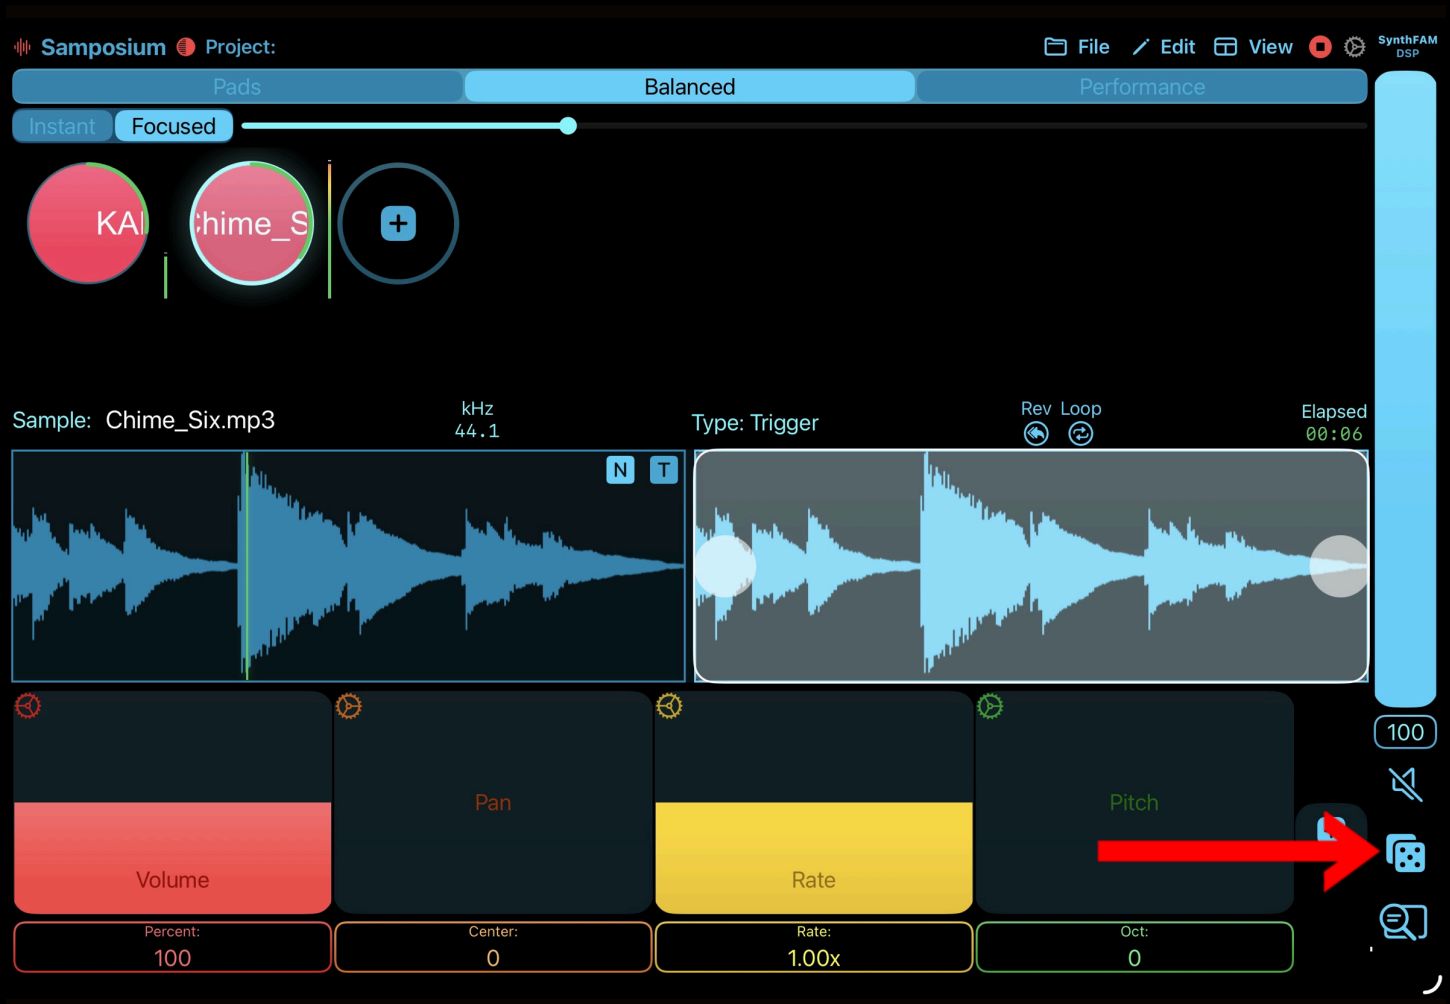 Samposium Project: File Edit View SynthFAM
DSP
Pads Balanced Performance
Instant Focused
KAI Chime_S
Sample: Chime_Six.mp3 kHz
44.1
Type: Trigger Rev Loop Elapsed
00:06
N T
Volume Pan Rate Pitch
100
Percent: Center: Rate: Oct:
100 0 1.00x 0